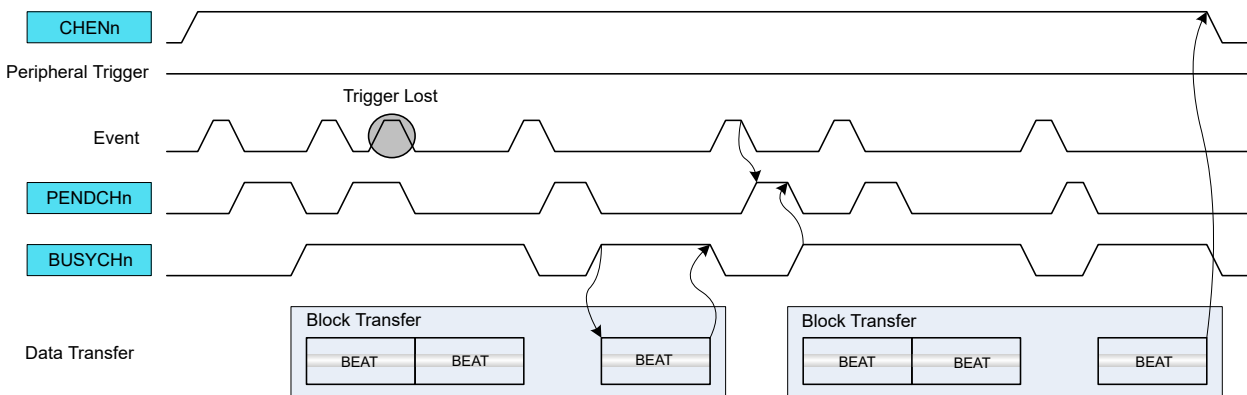 CHENn
Peripheral Trigger
Trigger Lost
Event
PENDCHn
BUSYCHn
Data Transfer
Block Transfer
BEAT
BEAT
BEAT
Block Transfer
BEAT
BEAT
BEAT